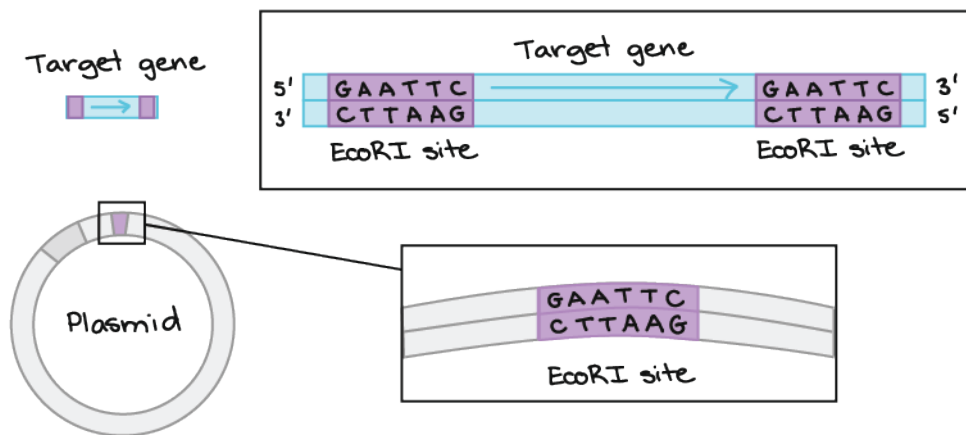 Target gene
Target gene
5' GAATTC GAATTC 3'
3' CTTAAG CTTAAG 5'
EcoRI site EcoRI site
Plasmid
GAATTC
CTTAAG
EcoRI site